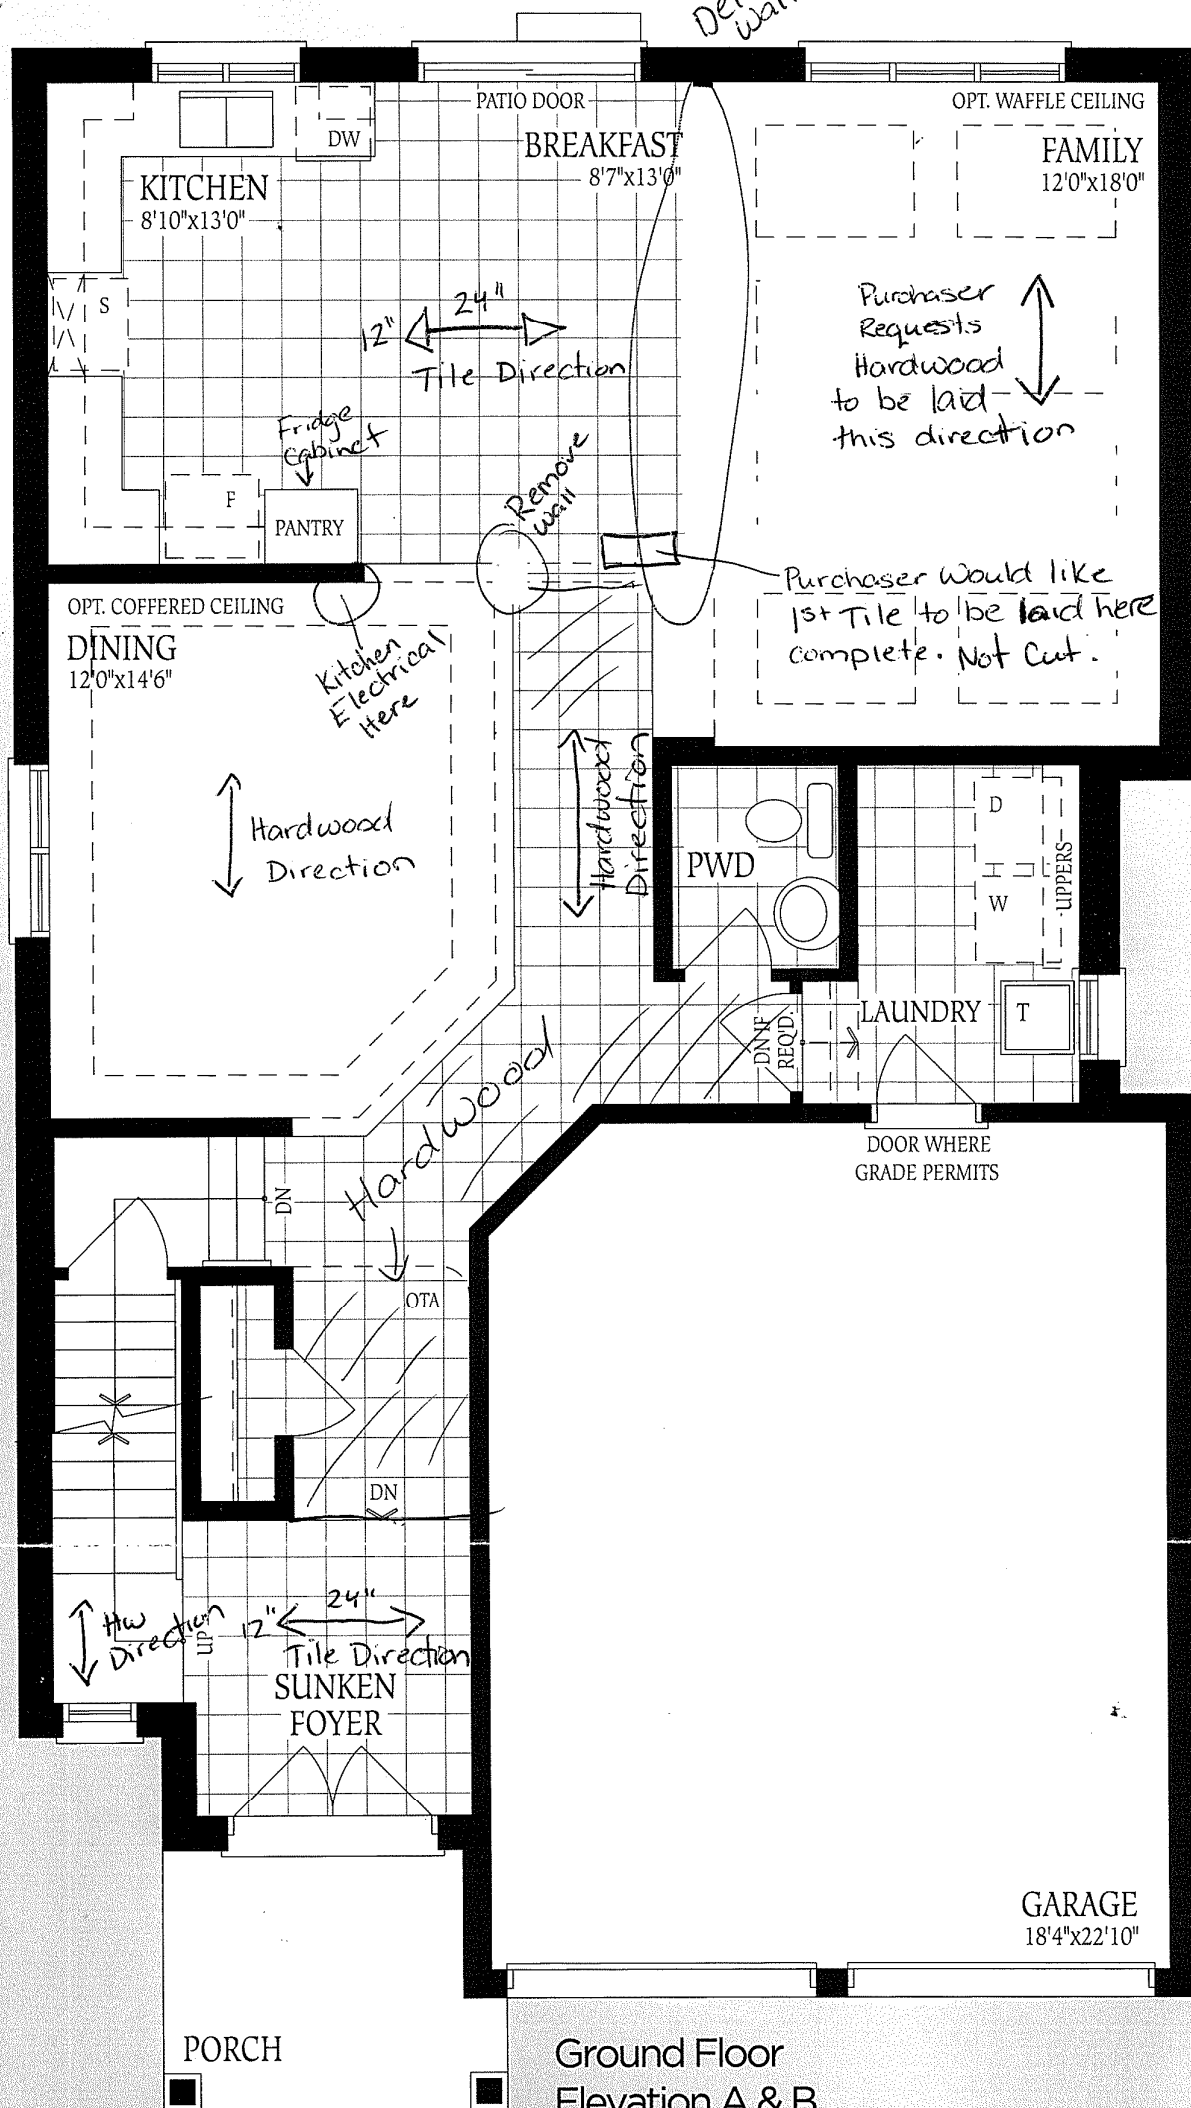 Wall
PATIO DOOR
OPT. WAFFLE CEILING
DW
BREAKFAST
8'7"x13'0"
FAMILY
12'0"x18'0"
KITCHEN
8'10"x13'0"
S
24"
12"
Tile Direction
Purchaser
Requests
Hardwood
to be laid
this direction
Fridge
Cabinet
Remove
Wall
F
PANTRY
Purchaser Would like
1st Tile to be laid here
complete. Not Cut.
OPT. COFFERED CEILING
DINING
12'0"x14'6"
Kitchen
Electrical
Here
Hardwood
Direction
Hardwood
Direction
PWD
D
W
UPPERS
LAUNDRY
T
DN IF
REQ'D.
Hardwood
DOOR WHERE
GRADE PERMITS
DN
OTA
DN
HW
Direction
UP
24"
12"
Tile Direction
SUNKEN
FOYER
GARAGE
18'4"x22'10"
PORCH
Ground Floor
Elevation A & B